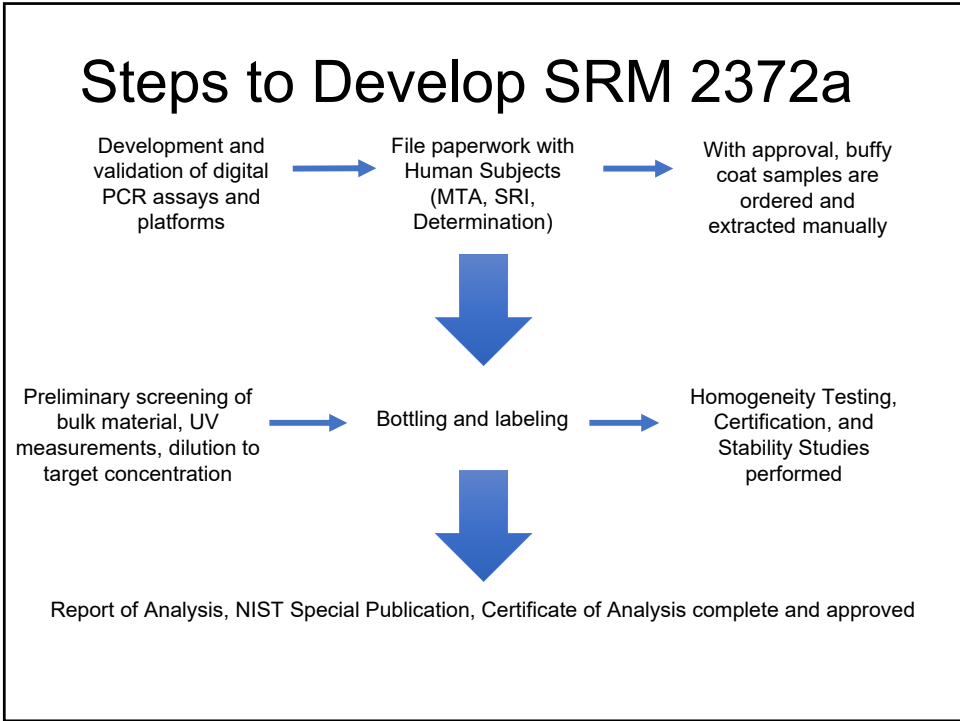 Steps to Develop SRM 2372a
Development and
validation of digital
PCR assays and
platforms
File paperwork with
Human Subjects
(MTA, SRI,
Determination)
With approval, buffy
coat samples are
ordered and
extracted manually
Preliminary screening of
bulk material, UV
measurements, dilution to
target concentration
Bottling and labeling
Homogeneity Testing,
Certification, and
Stability Studies
performed
Report of Analysis, NIST Special Publication, Certificate of Analysis complete and approved